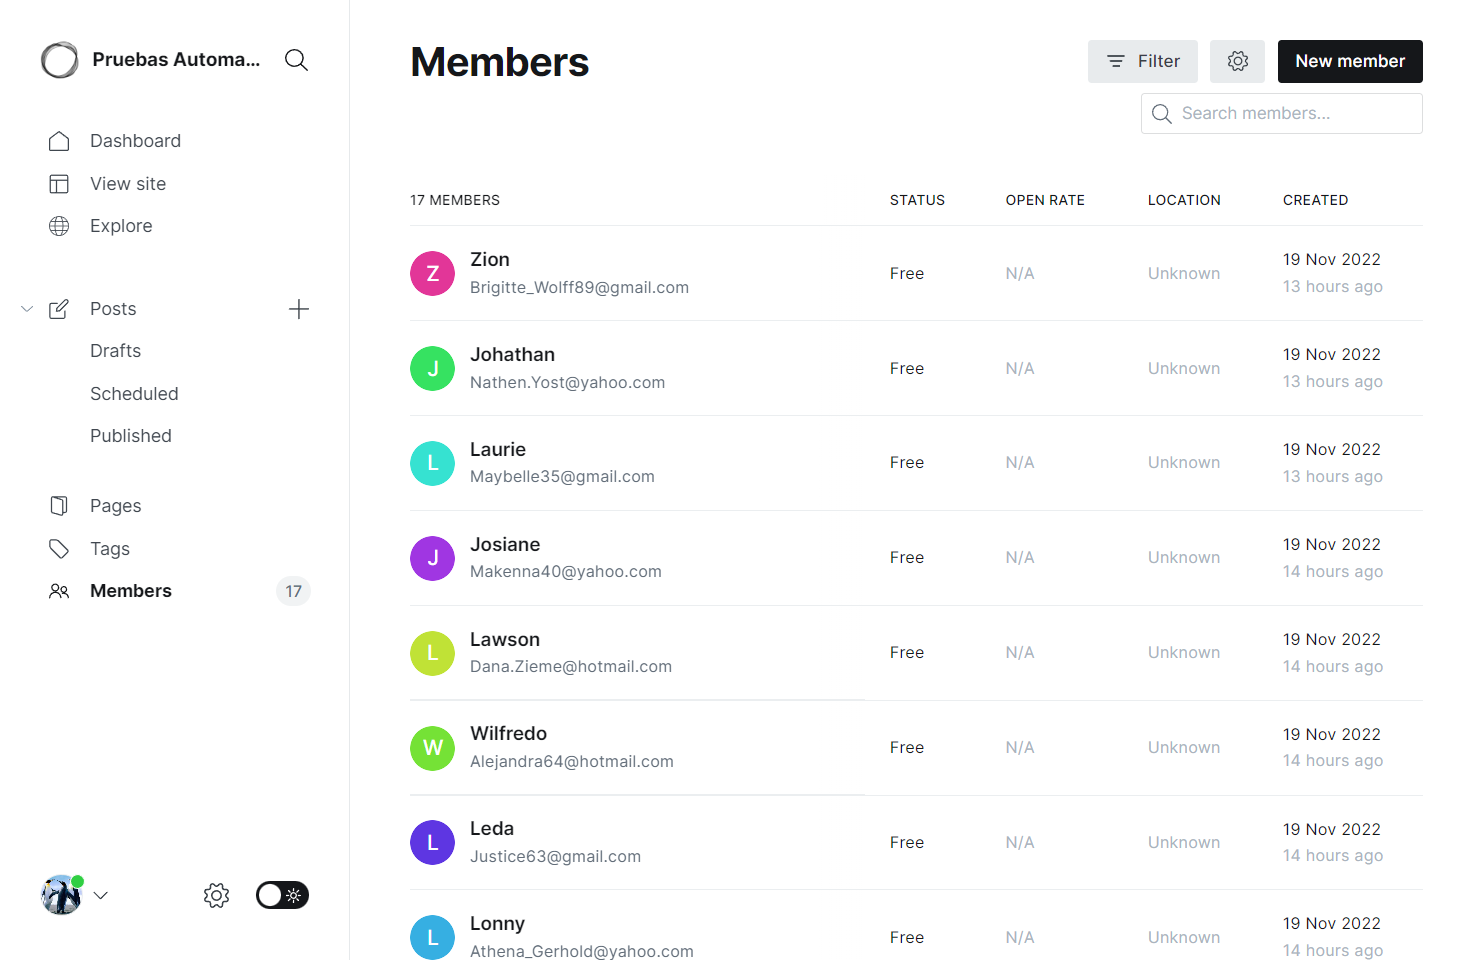 Pruebas Automa...
Dashboard
View site
Explore
Posts
Drafts
Scheduled
Published
Pages
Tags
Members 17
Members
Filter
New member
Search members...
17 MEMBERS STATUS OPEN RATE LOCATION CREATED
Z Zion Brigitte_Wolff89@gmail.com Free N/A Unknown 19 Nov 2022 13 hours ago
J Johathan Nathen.Yost@yahoo.com Free N/A Unknown 19 Nov 2022 13 hours ago
L Laurie Maybelle35@gmail.com Free N/A Unknown 19 Nov 2022 13 hours ago
J Josiane Makenna40@yahoo.com Free N/A Unknown 19 Nov 2022 14 hours ago
L Lawson Dana.Zieme@hotmail.com Free N/A Unknown 19 Nov 2022 14 hours ago
W Wilfredo Alejandra64@hotmail.com Free N/A Unknown 19 Nov 2022 14 hours ago
L Leda Justice63@gmail.com Free N/A Unknown 19 Nov 2022 14 hours ago
L Lonny Athena_Gerhold@yahoo.com Free N/A Unknown 19 Nov 2022 14 hours ago